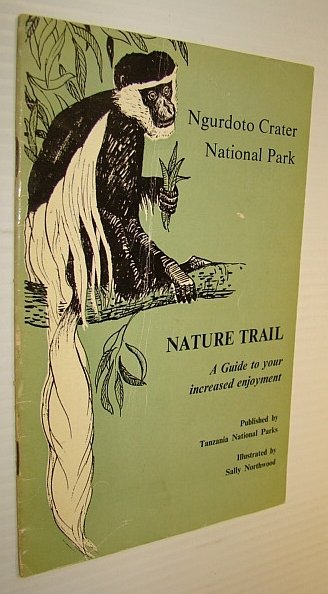 Ngurdoto Crater
National Park
NATURE TRAIL
A Guide to your
increased enjoyment
Published by
Tanzania National Parks
Illustrated by
Sally Northwood